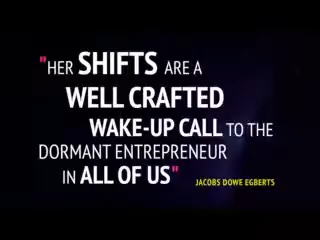 "HER SHIFTS ARE A
WELL CRAFTED
WAKE-UP CALL TO THE
DORMANT ENTREPRENEUR
IN ALL OF US"
JACOBS DOWE EGBERTS